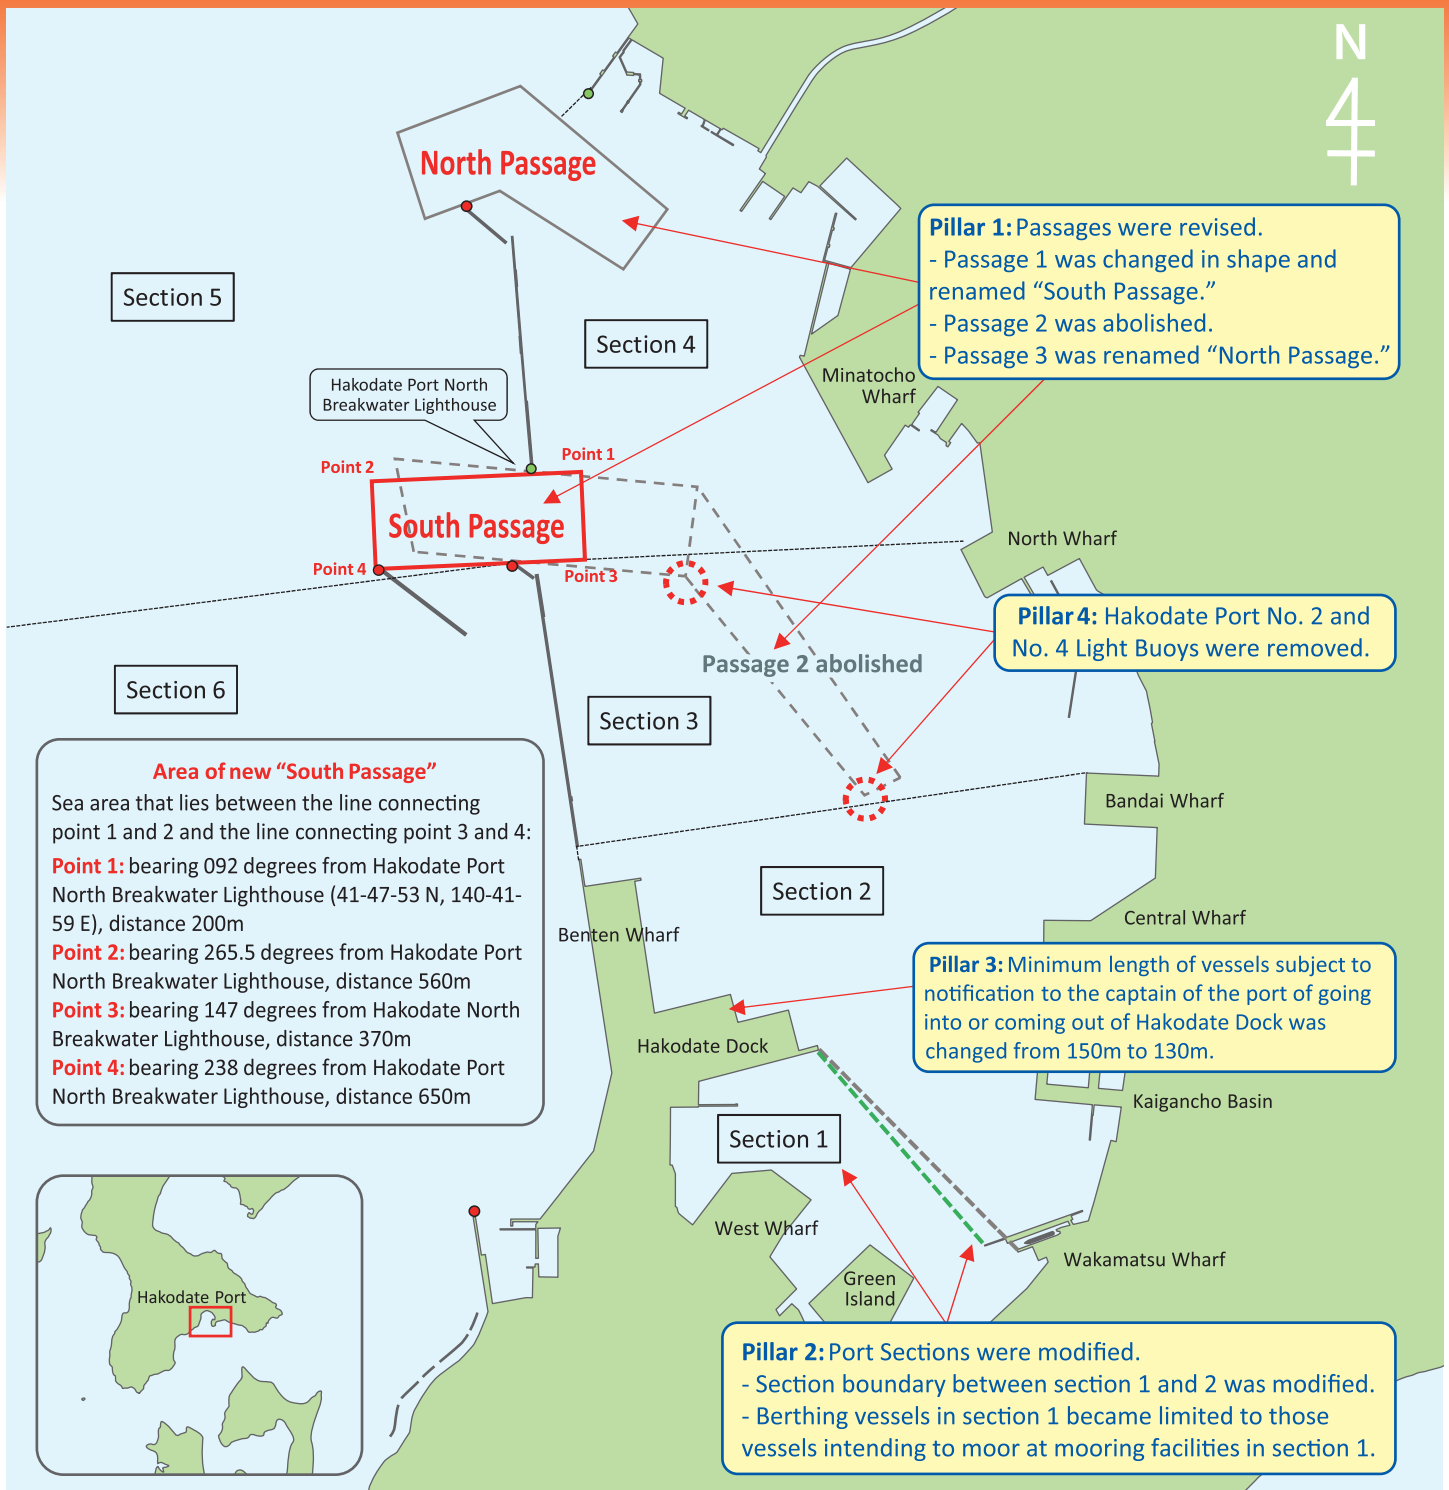 N
North Passage
Pillar 1: Passages were revised.
- Passage 1 was changed in shape and
renamed “South Passage.”
- Passage 2 was abolished.
- Passage 3 was renamed “North Passage.”
Section 5
Section 4
Minatocho
Wharf
Hakodate Port North
Breakwater Lighthouse
Point 1
Point 2
South Passage
North Wharf
Point 4
Point 3
Pillar 4: Hakodate Port No. 2 and
No. 4 Light Buoys were removed.
Passage 2 abolished
Section 6
Section 3
Area of new “South Passage”
Sea area that lies between the line connecting
point 1 and 2 and the line connecting point 3 and 4:
Point 1: bearing 092 degrees from Hakodate Port
North Breakwater Lighthouse (41-47-53 N, 140-41-
59 E), distance 200m
Point 2: bearing 265.5 degrees from Hakodate Port
North Breakwater Lighthouse, distance 560m
Point 3: bearing 147 degrees from Hakodate North
Breakwater Lighthouse, distance 370m
Point 4: bearing 238 degrees from Hakodate Port
North Breakwater Lighthouse, distance 650m
Bandai Wharf
Section 2
Central Wharf
Benten Wharf
Pillar 3: Minimum length of vessels subject to
notification to the captain of the port of going
into or coming out of Hakodate Dock was
changed from 150m to 130m.
Hakodate Dock
Kaigancho Basin
Section 1
West Wharf
Wakamatsu Wharf
Green
Island
Hakodate Port
Pillar 2: Port Sections were modified.
- Section boundary between section 1 and 2 was modified.
- Berthing vessels in section 1 became limited to those
vessels intending to moor at mooring facilities in section 1.